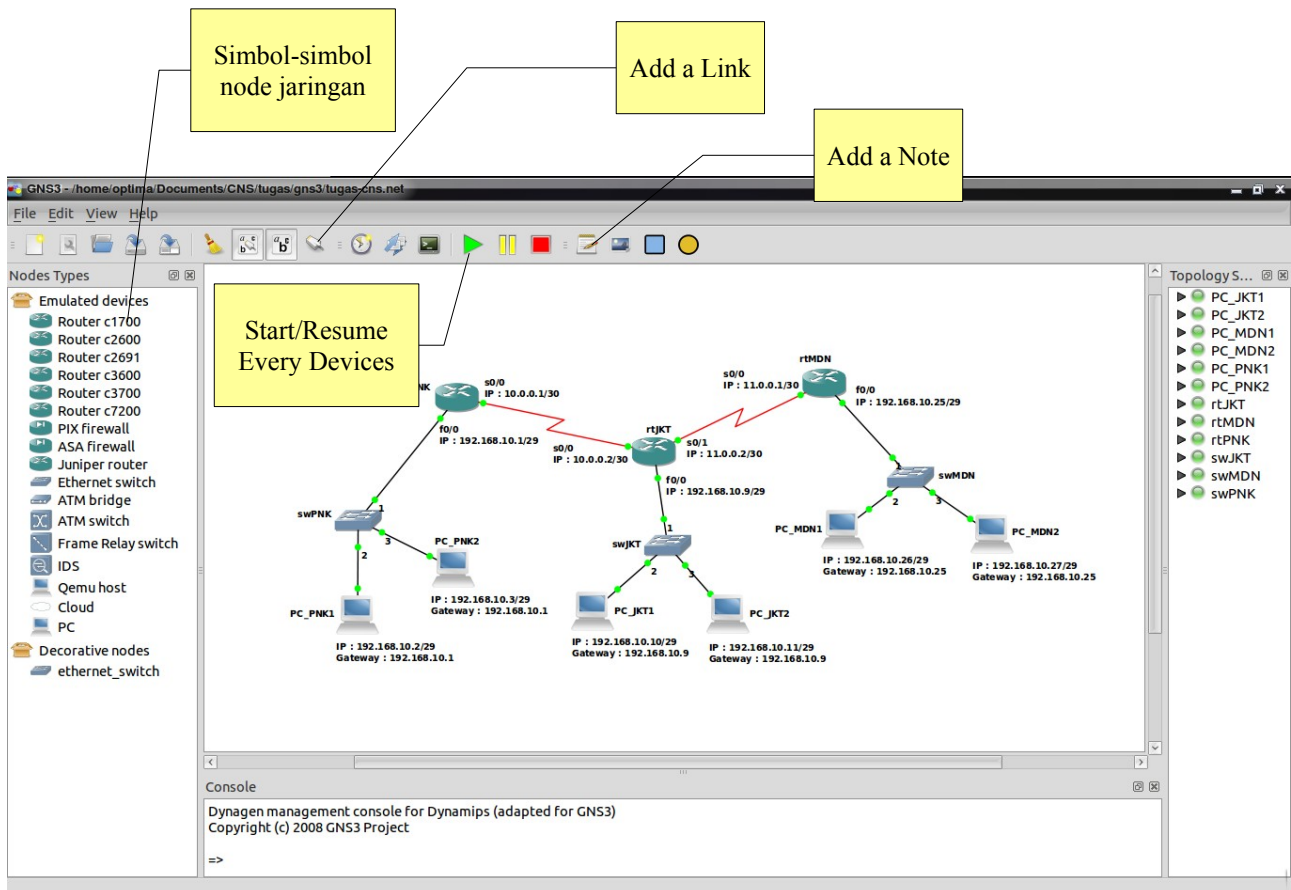 Simbol-simbol
node jaringan
Add a Link
Add a Note
GNS3 - /home/optima/Documents/CNS/tugas/gns3/tugas-cns.net
File Edit View Help
Nodes Types
Emulated devices
Router c1700
Router c2600
Router c2691
Router c3600
Router c3700
Router c7200
PIX firewall
ASA firewall
Juniper router
Ethernet switch
ATM bridge
ATM switch
Frame Relay switch
IDS
Qemu host
Cloud
PC
Decorative nodes
ethernet_switch
Start/Resume
Every Devices
NK
s0/0
IP : 10.0.0.1/30
f0/0
IP : 192.168.10.1/29
swPNK
1
2
3
PC_PNK2
IP : 192.168.10.3/29
Gateway : 192.168.10.1
PC_PNK1
IP : 192.168.10.2/29
Gateway : 192.168.10.1
rtJKT
s0/0
IP : 10.0.0.2/30
s0/1
IP : 11.0.0.2/30
f0/0
IP : 192.168.10.9/29
1
swJKT
2
3
PC_JKT1
IP : 192.168.10.10/29
Gateway : 192.168.10.9
PC_JKT2
IP : 192.168.10.11/29
Gateway : 192.168.10.9
rtMDN
s0/0
IP : 11.0.0.1/30
f0/0
IP : 192.168.10.25/29
1
swMDN
2
3
PC_MDN1
IP : 192.168.10.26/29
Gateway : 192.168.10.25
PC_MDN2
IP : 192.168.10.27/29
Gateway : 192.168.10.25
Topology S...
PC_JKT1
PC_JKT2
PC_MDN1
PC_MDN2
PC_PNK1
PC_PNK2
rtJKT
rtMDN
rtPNK
swJKT
swMDN
swPNK
Console
Dynagen management console for Dynamips (adapted for GNS3)
Copyright (c) 2008 GNS3 Project
=>